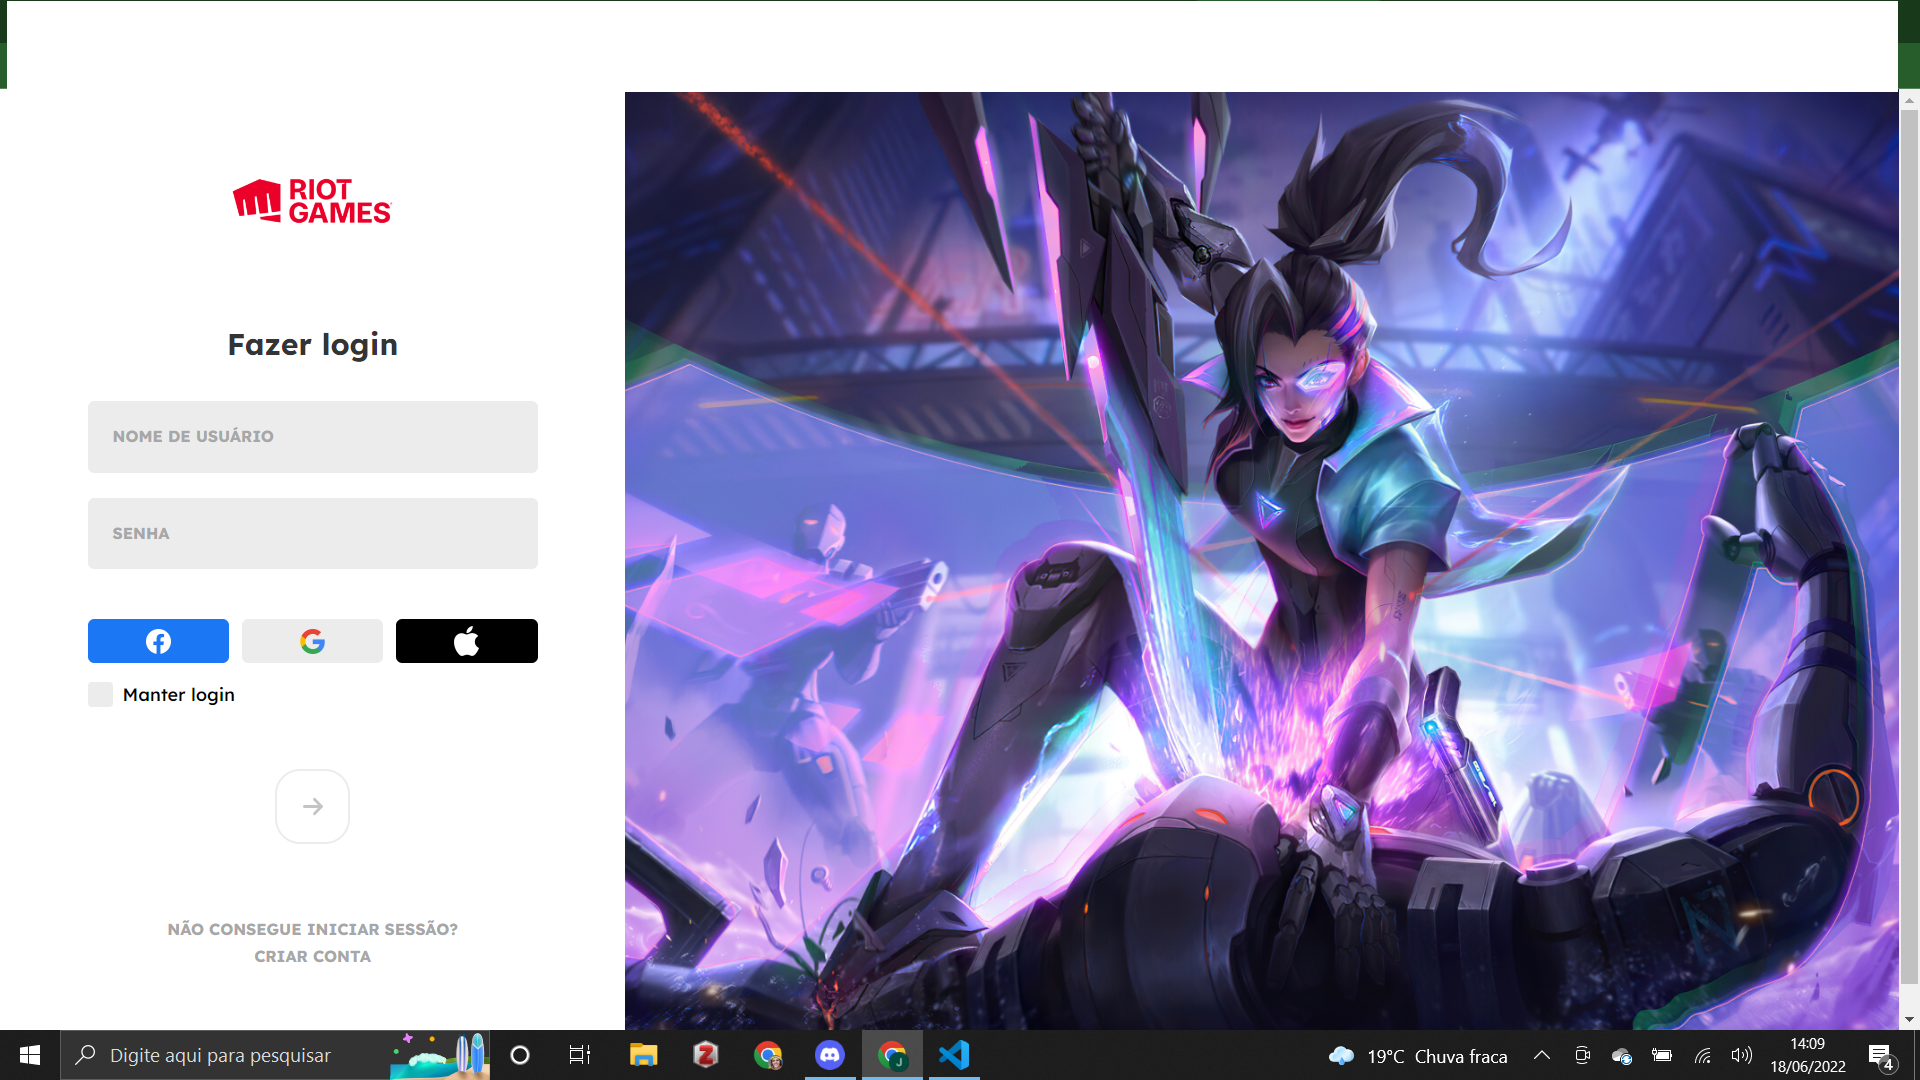 RIOT
GAMES
Fazer login
NOME DE USUÁRIO
SENHA
Manter login
NÃO CONSEGUE INICIAR SESSÃO?
CRIAR CONTA
Digite aqui para pesquisar
Z
J
19°C Chuva fraca
14:09
18/06/2022
4